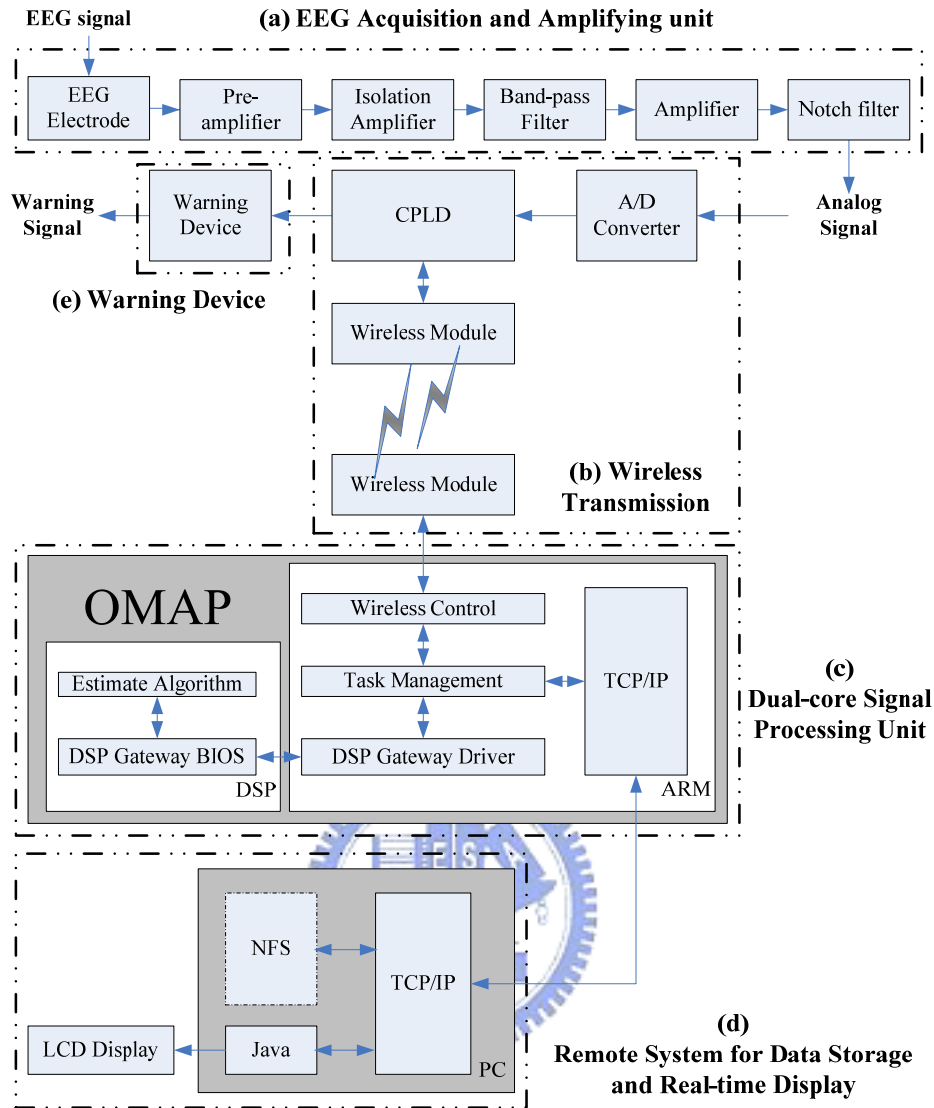 (a) EEG Acquisition and Amplifying unit
EEG signal
EEG
Electrode
Pre-
amplifier
Isolation
Amplifier
Band-pass
Filter
Amplifier
Notch filter
Warning
Signal
Warning
Device
CPLD
A/D
Converter
Analog
Signal
(e) Warning Device
Wireless Module
Wireless Module
(b) Wireless
Transmission
OMAP
Wireless Control
Estimate Algorithm
Task Management
TCP/IP
DSP Gateway BIOS
DSP Gateway Driver
DSP
ARM
(c)
Dual-core Signal
Processing Unit
ES
NFS
TCP/IP
LCD Display
Java
PC
(d)
Remote System for Data Storage
and Real-time Display